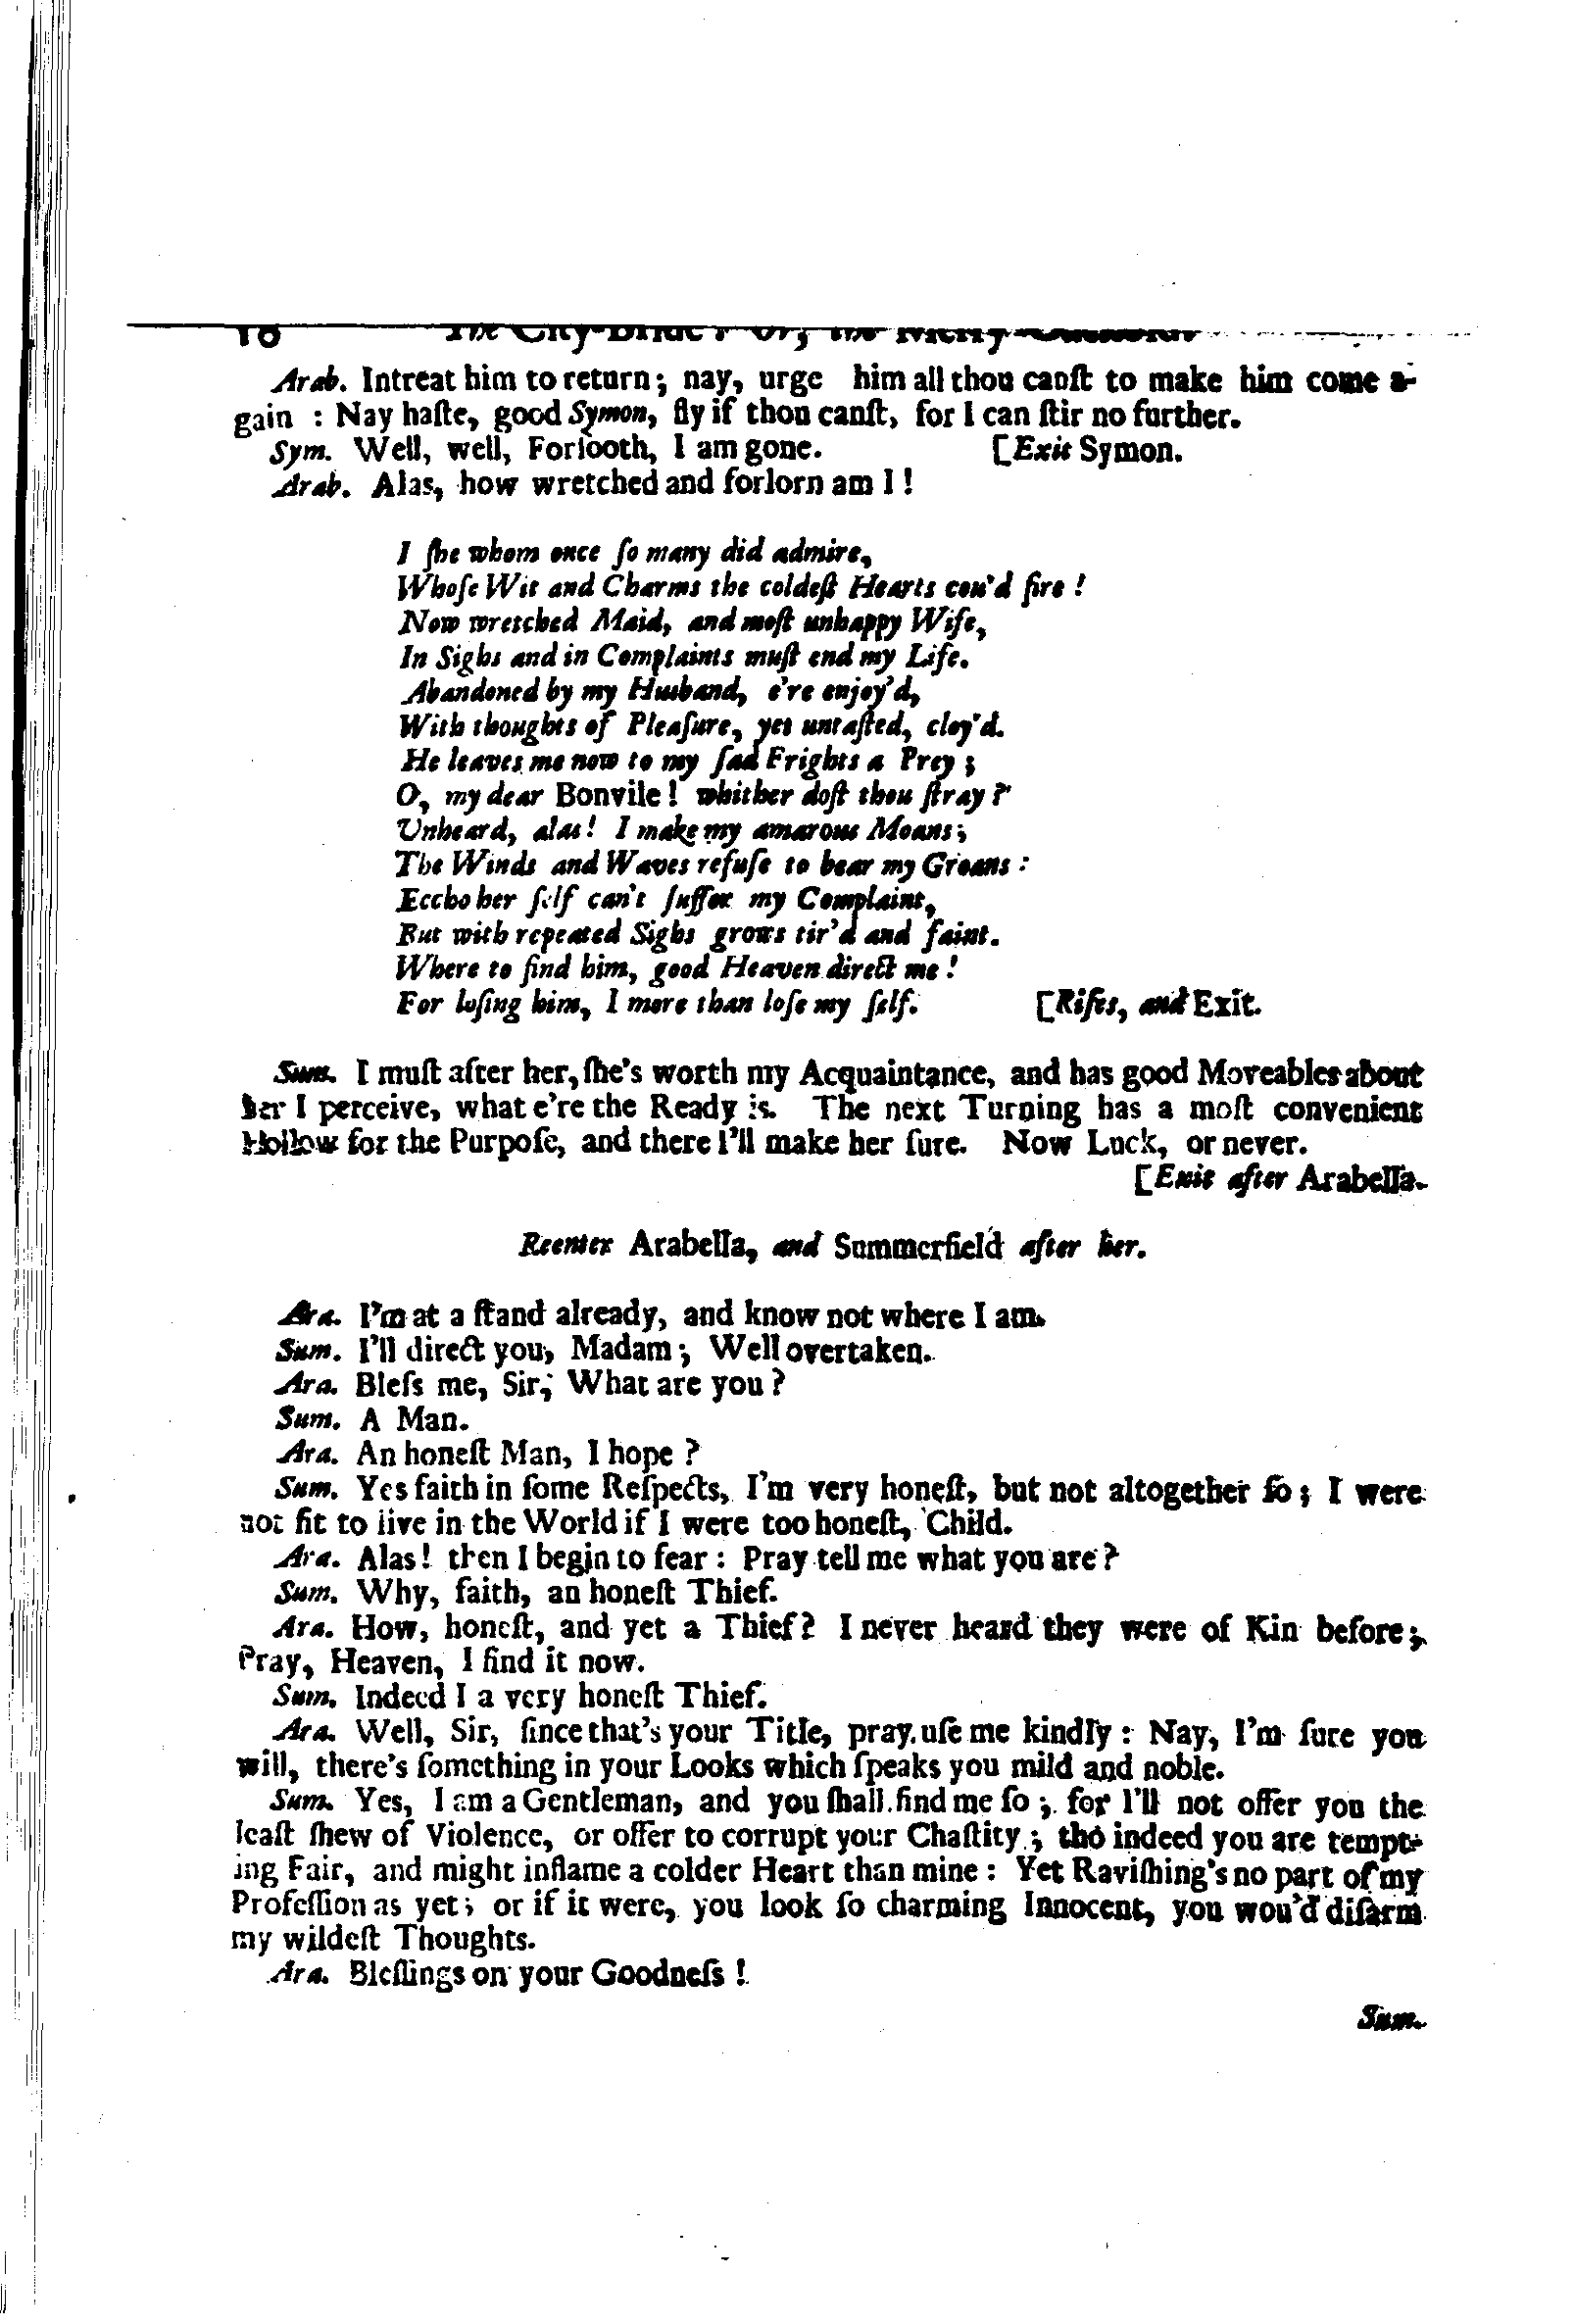 The City-Bride: Or, the Merry-Cuckold.
Arab. Intreat him to return; nay, urge him all thou canſt to make him come a-
gain : Nay haſte, good Symon, fly if thou canſt, for I can ſtir no further.
Sym. Well, well, Forſooth, I am gone. [Exit Symon.
Arab. Alas, how wretched and forlorn am I !
I ſhe whom once ſo many did admire,
Whoſe Wit and Charms the coldeſt Hearts cou'd fire !
Now wretched Maid, and moſt unhappy Wife,
In Sighs and in Complaints muſt end my Life.
Abandoned by my Husband, e're enjoy'd,
With thoughts of Pleaſure, yet untaſted, cloy'd.
He leaves me now to my ſad Frights a Prey ;
O, my dear Bonvile ! whither doſt thou ſtray ?
Unheard, alas! I make my amarous Moans;
The Winds and Waves refuſe to bear my Groans :
Eccho her ſelf can't ſuffer my Complaint,
But with repeated Sighs grows tir'd and faint.
Where to find him, good Heaven direct me !
For loſing him, I more than loſe my ſelf. [Riſes, and Exit.
Sum. I muſt after her, ſhe's worth my Acquaintance, and has good Moveables about
her I perceive, what e're the Ready is. The next Turning has a moſt convenient
Hollow for the Purpoſe, and there I'll make her ſure. Now Luck, or never.
[Exit after Arabella.
Reenter Arabella, and Summerfield after her.
Ara. I'm at a ſtand already, and know not where I am.
Sum. I'll direct you, Madam; Well overtaken.
Ara. Bleſs me, Sir; What are you ?
Sum. A Man.
Ara. An honeſt Man, I hope ?
Sum. Yes faith in ſome Reſpects, I'm very honeſt, but not altogether ſo ; I were
not fit to live in the World if I were too honeſt, Child.
Ara. Alas! then I begin to fear : Pray tell me what you are ?
Sum. Why, faith, an honeſt Thief.
Ara. How, honeſt, and yet a Thief? I never heard they were of Kin before;
Pray, Heaven, I find it now.
Sum. Indeed I a very honeſt Thief.
Ara. Well, Sir, ſince that's your Title, pray uſe me kindly : Nay, I'm ſure you
will, there's ſomething in your Looks which ſpeaks you mild and noble.
Sum. Yes, I am a Gentleman, and you ſhall find me ſo ; for I'll not offer you the
leaſt ſhew of Violence, or offer to corrupt your Chaſtity ; tho indeed you are tempt-
ing Fair, and might inflame a colder Heart than mine : Yet Raviſhing's no part of my
Profeſſion as yet; or if it were, you look ſo charming Innocent, you wou'd diſarm
my wildeſt Thoughts.
Ara. Bleſſings on your Goodneſs !
Sum.